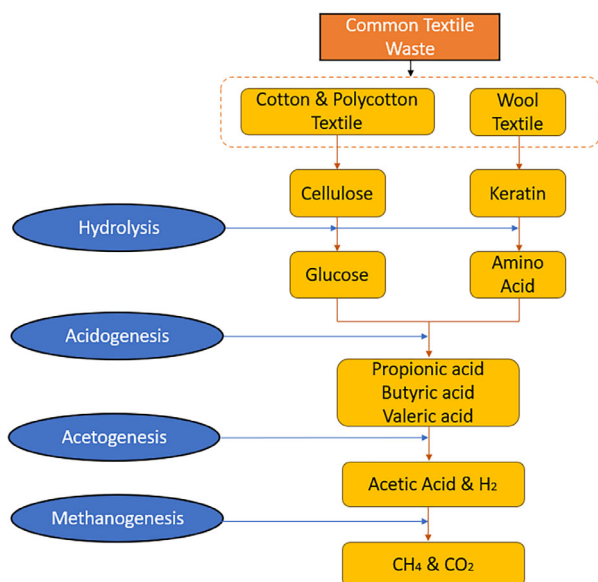 Common Textile
Waste
Cotton & Polycotton
Textile
Wool
Textile
Cellulose
Keratin
Hydrolysis
Glucose
Amino
Acid
Acidogenesis
Propionic acid
Butyric acid
Valeric acid
Acetogenesis
Acetic Acid & H₂
Methanogenesis
CH₄ & CO₂